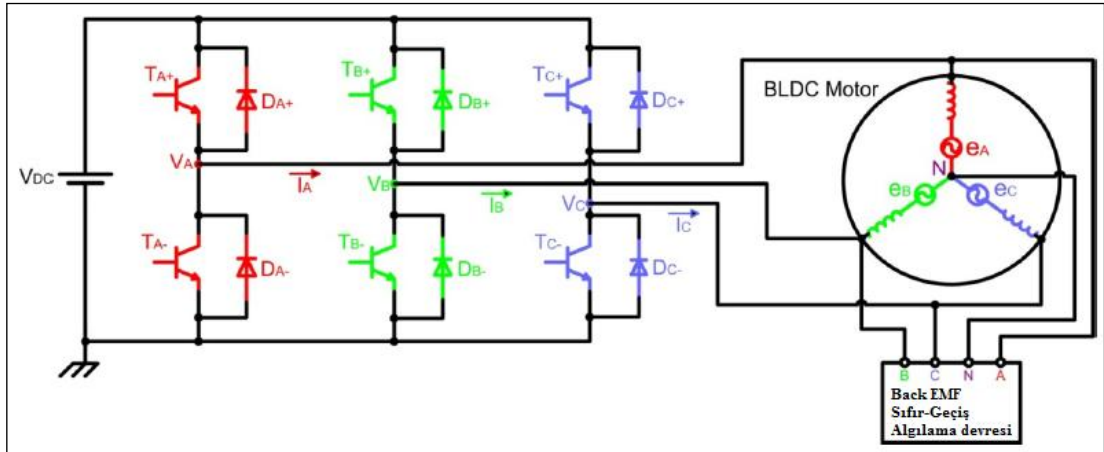 TA+
DA+
TB+
DB+
TC+
DC+
BLDC Motor
eA
N
eB
eC
VDC
VA
IA
VB
IB
VC
IC
TA-
DA-
TB-
DB-
TC-
DC-
B C N A
Back EMF
Sıfır-Geçiş
Algılama devresi